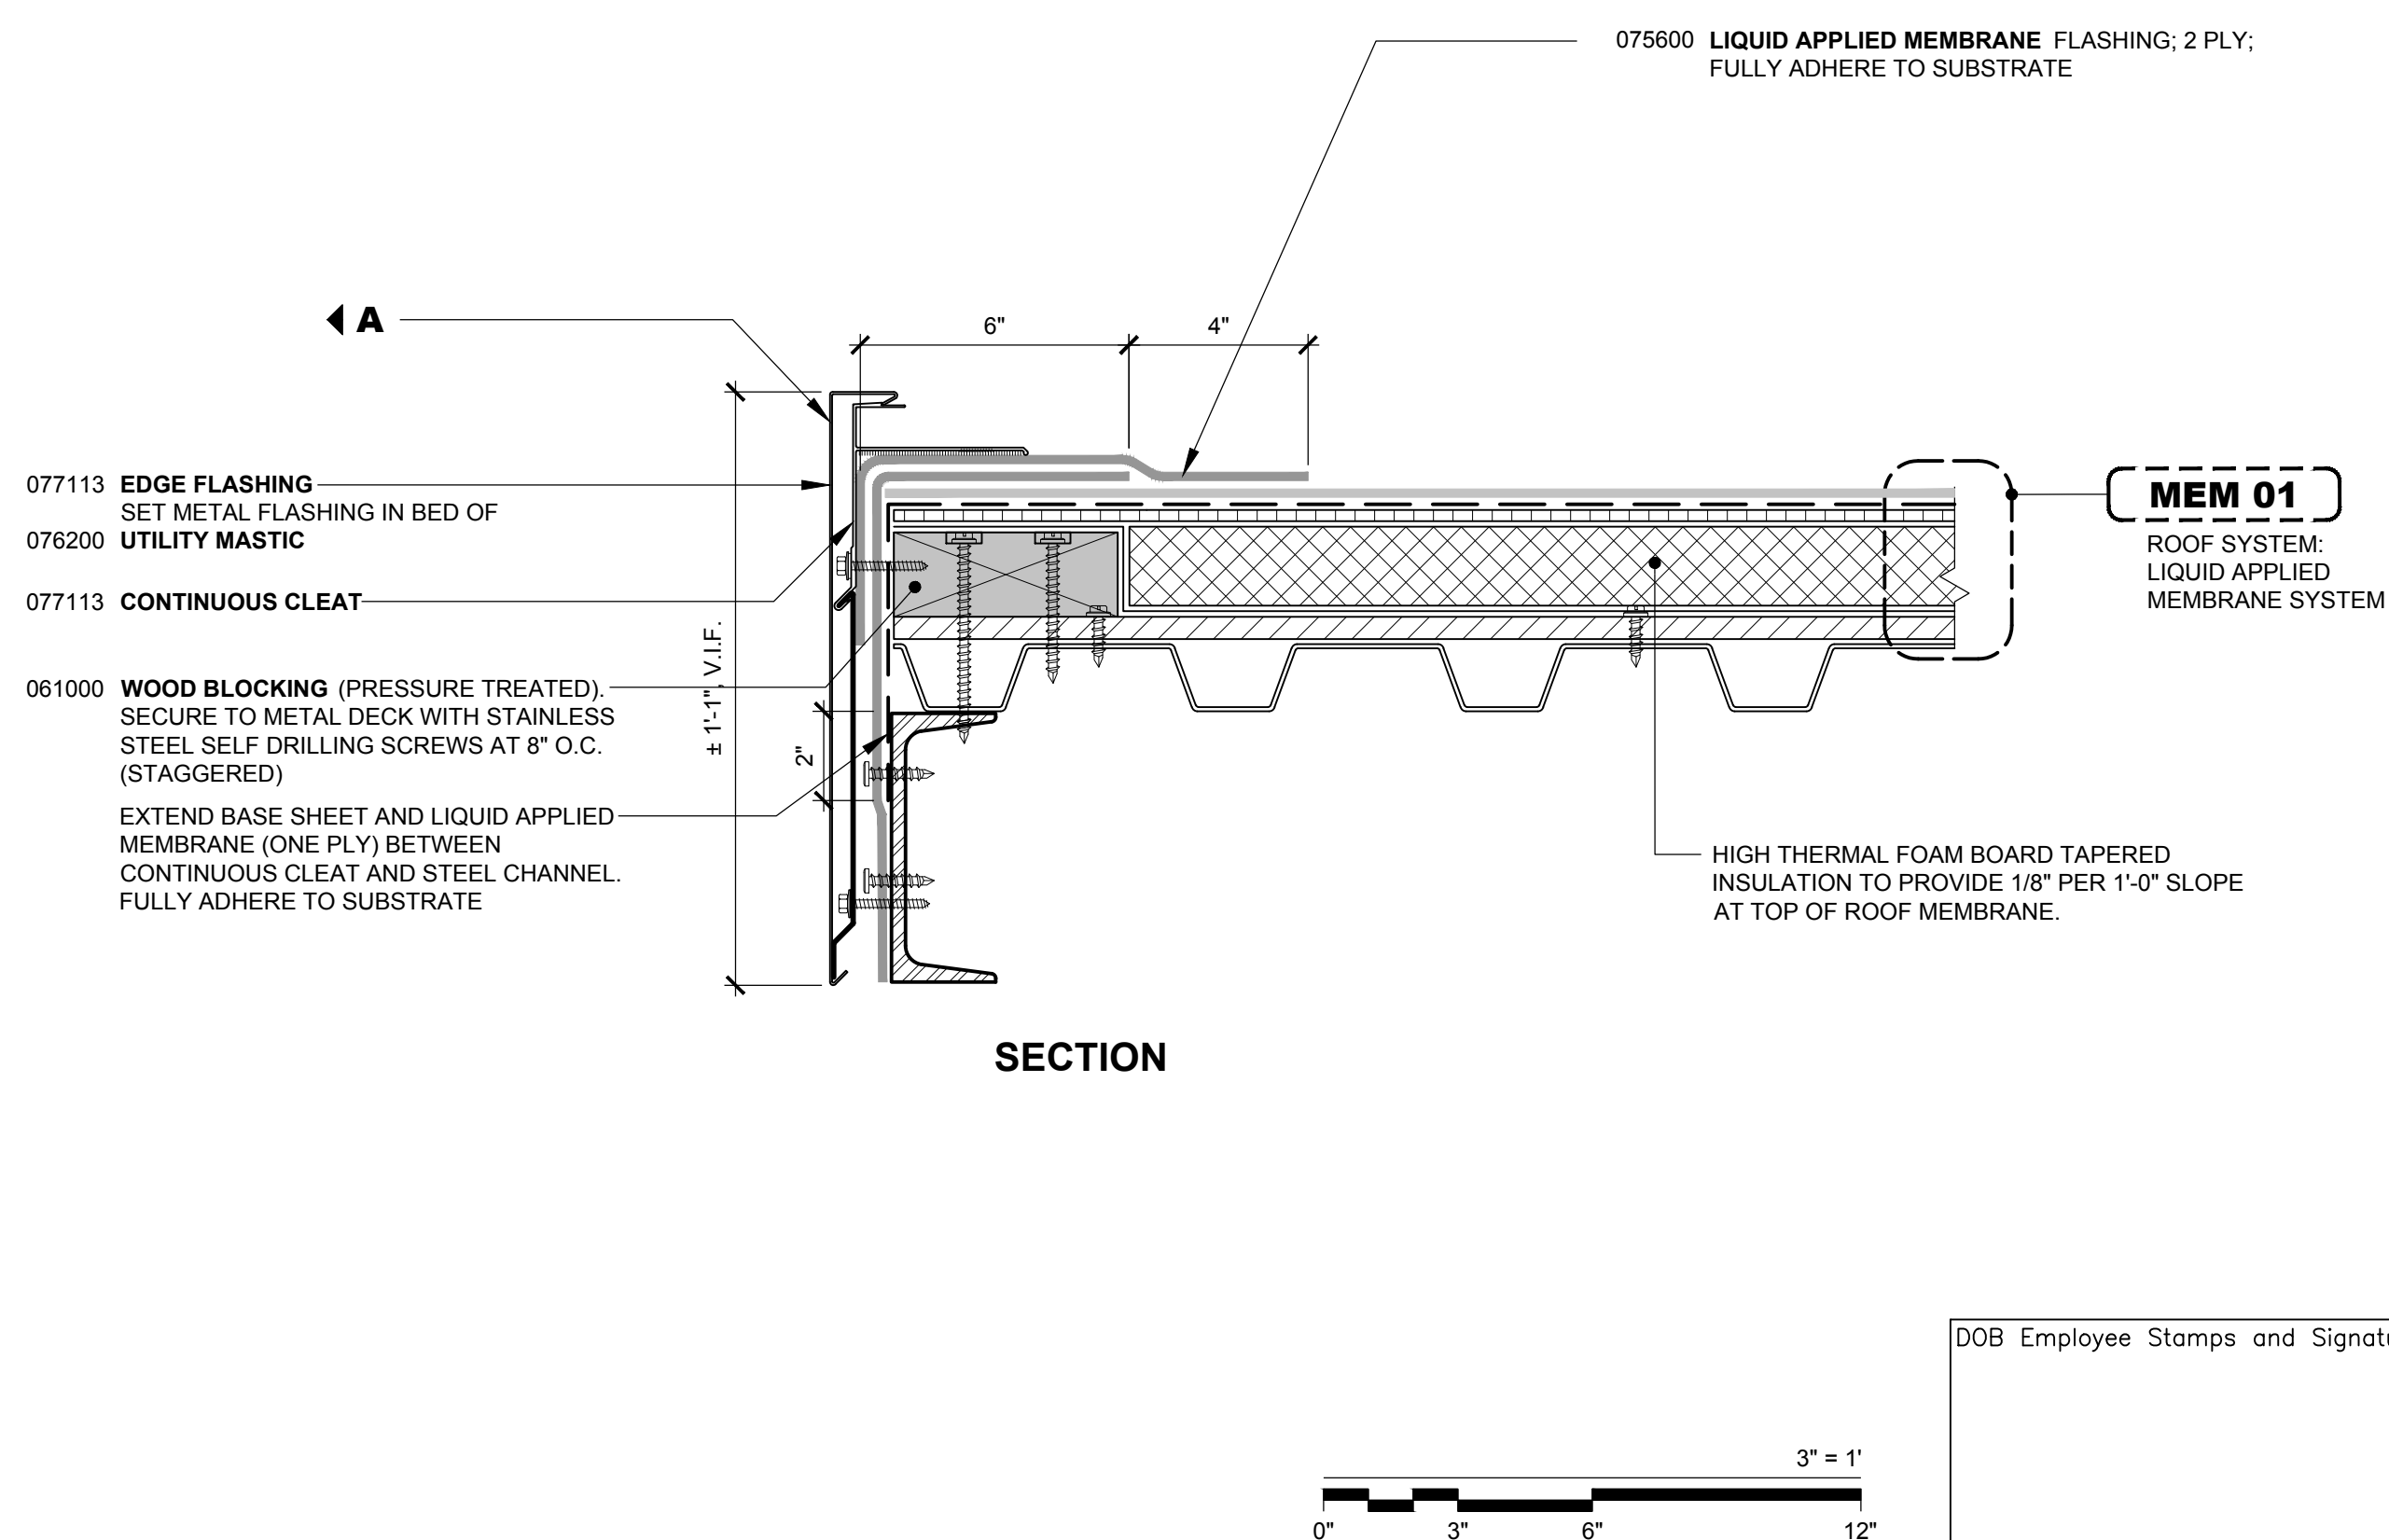 075600 LIQUID APPLIED MEMBRANE FLASHING; 2 PLY;
FULLY ADHERE TO SUBSTRATE
A
6"
4"
077113 EDGE FLASHING
SET METAL FLASHING IN BED OF
076200 UTILITY MASTIC
077113 CONTINUOUS CLEAT
061000 WOOD BLOCKING (PRESSURE TREATED).
SECURE TO METAL DECK WITH STAINLESS
STEEL SELF DRILLING SCREWS AT 8" O.C.
(STAGGERED)
EXTEND BASE SHEET AND LIQUID APPLIED
MEMBRANE (ONE PLY) BETWEEN
CONTINUOUS CLEAT AND STEEL CHANNEL.
FULLY ADHERE TO SUBSTRATE
± 1'-1", V.I.F.
2"
MEM 01
ROOF SYSTEM:
LIQUID APPLIED
MEMBRANE SYSTEM
HIGH THERMAL FOAM BOARD TAPERED
INSULATION TO PROVIDE 1/8" PER 1'-0" SLOPE
AT TOP OF ROOF MEMBRANE.
SECTION
DOB Employee Stamps and
3" = 1'
0" 3" 6" 12"